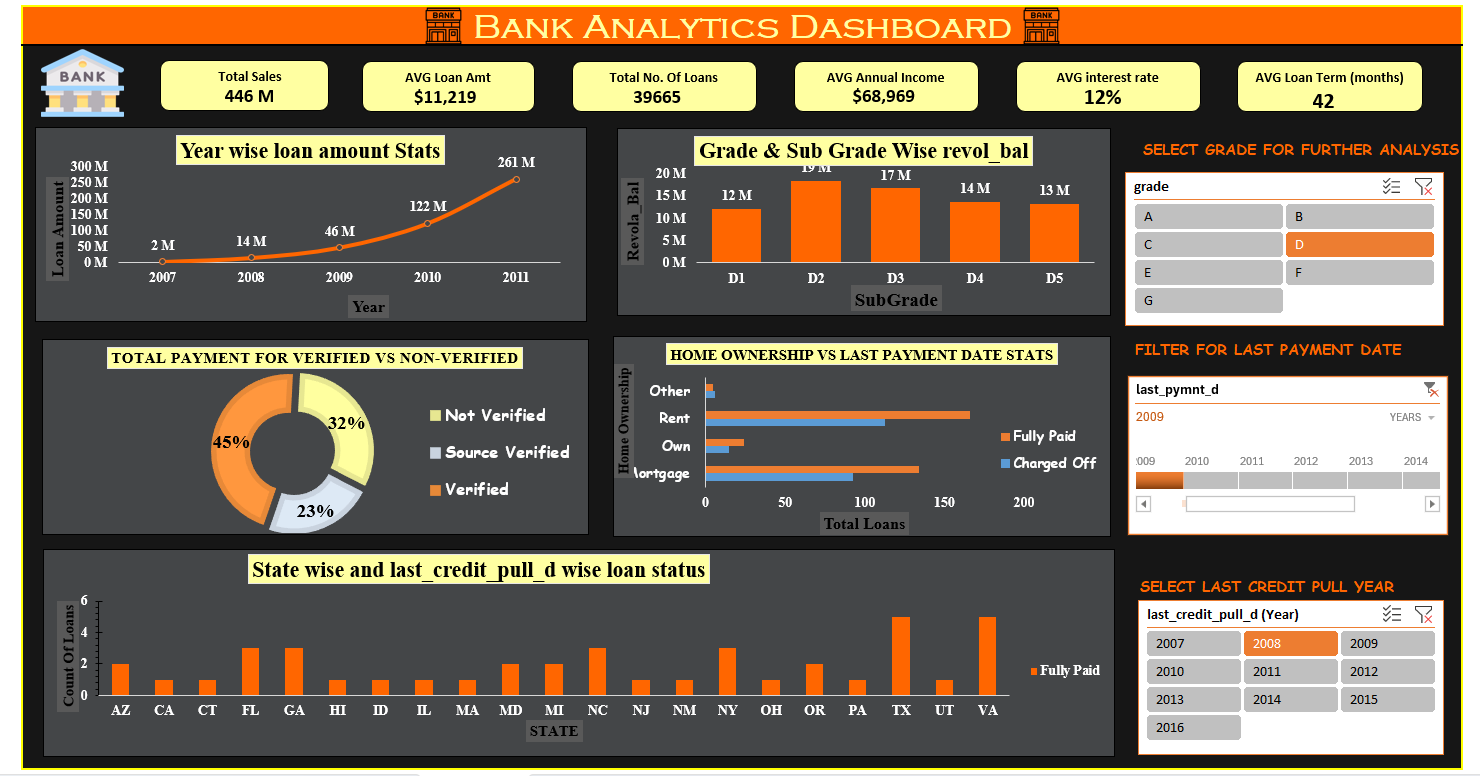 BANK
BANK ANALYTICS DASHBOARD
BANK
BANK
Total Sales
446 M
AVG Loan Amt
$11,219
Total No. Of Loans
39665
AVG Annual Income
$68,969
AVG interest rate
12%
AVG Loan Term (months)
42
Year wise loan amount Stats
Loan Amount
300 M
250 M
200 M
150 M
100 M
50 M
0 M
2 M
14 M
46 M
122 M
261 M
2007
2008
2009
2010
2011
Year
Grade & Sub Grade Wise revol_bal
Revola_Bal
20 M
15 M
10 M
5 M
0 M
12 M
19 M
17 M
14 M
13 M
D1
D2
D3
D4
D5
SubGrade
SELECT GRADE FOR FURTHER ANALYSIS
grade
A
B
C
D
E
F
G
TOTAL PAYMENT FOR VERIFIED VS NON-VERIFIED
32%
45%
23%
Not Verified
Source Verified
Verified
HOME OWNERSHIP VS LAST PAYMENT DATE STATS
Home Ownership
Other
Rent
Own
Mortgage
0
50
100
150
200
Total Loans
Fully Paid
Charged Off
FILTER FOR LAST PAYMENT DATE
last_pymnt_d
2009
YEARS
2009
2010
2011
2012
2013
2014
State wise and last_credit_pull_d wise loan status
Count Of Loans
6
4
2
0
AZ
CA
CT
FL
GA
HI
ID
IL
MA
MD
MI
NC
NJ
NM
NY
OH
OR
PA
TX
UT
VA
STATE
Fully Paid
SELECT LAST CREDIT PULL YEAR
last_credit_pull_d (Year)
2007
2008
2009
2010
2011
2012
2013
2014
2015
2016